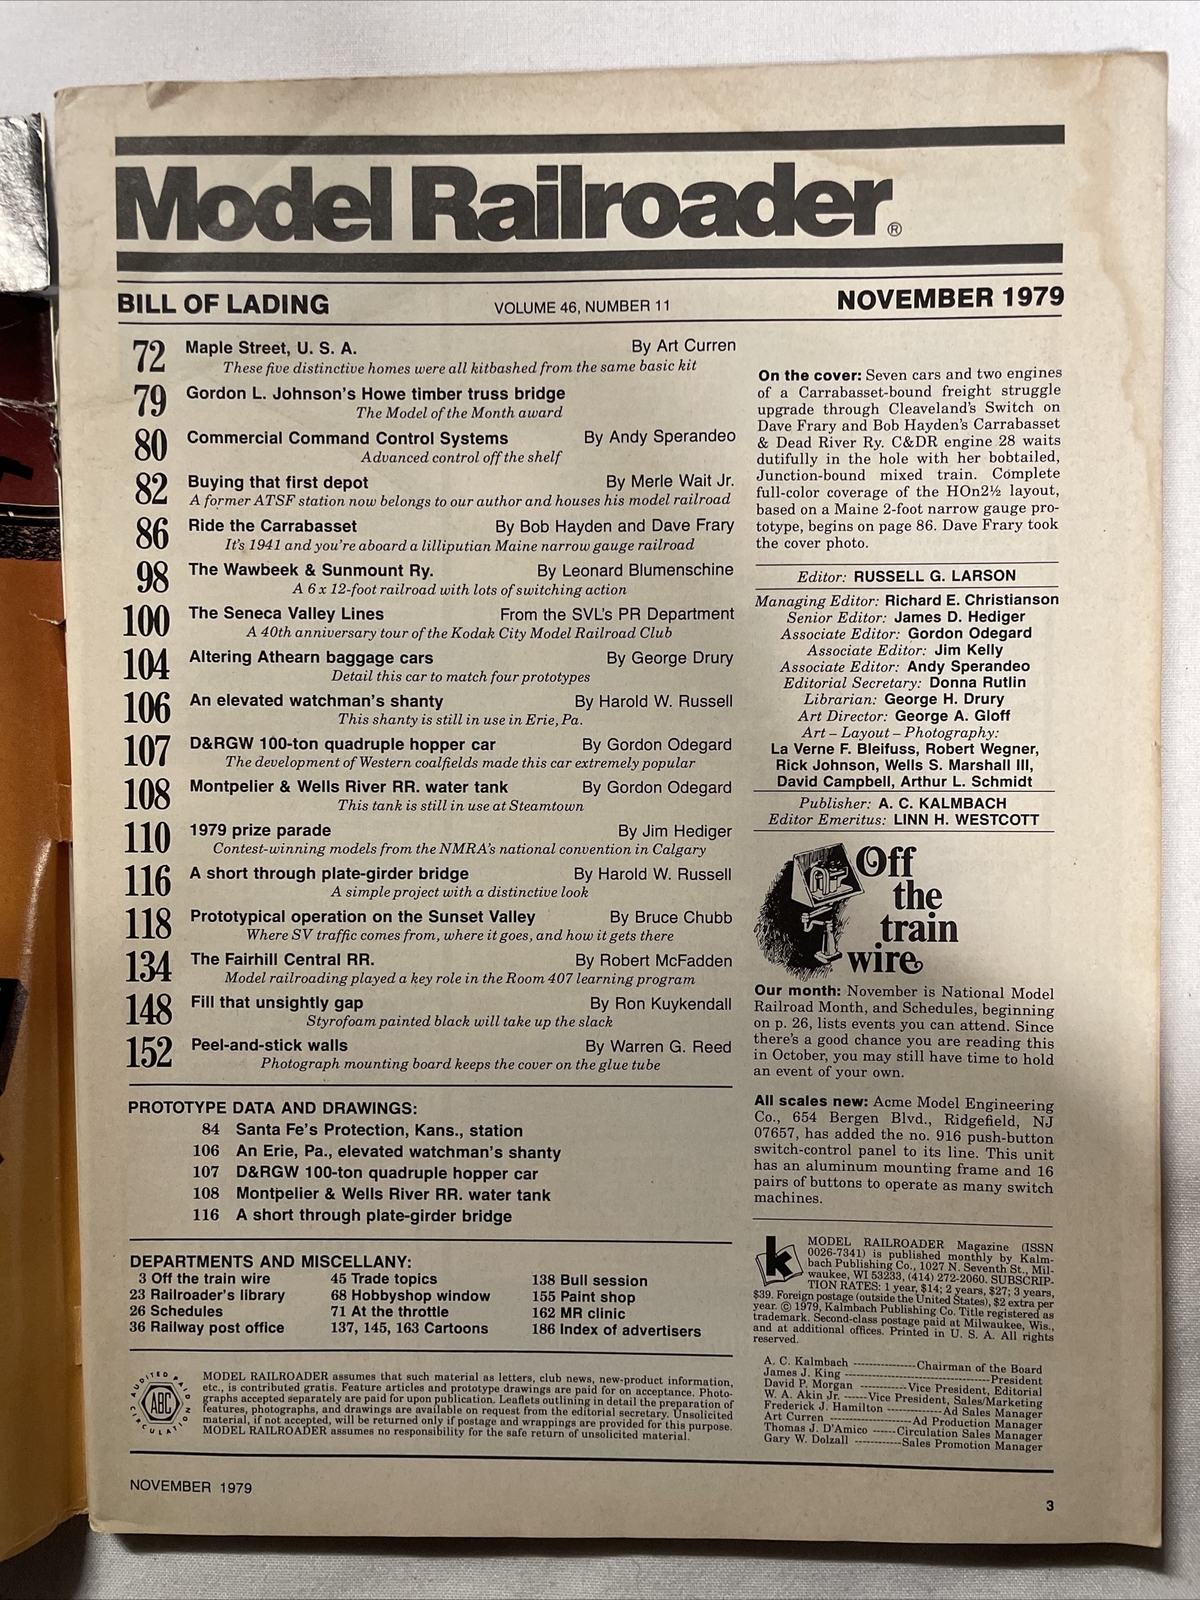 Model Railroader®
BILL OF LADING
VOLUME 46, NUMBER 11
NOVEMBER 1979
72 Maple Street, U. S. A. By Art Curren
These five distinctive homes were all kitbashed from the same basic kit
79 Gordon L. Johnson's Howe timber truss bridge
The Model of the Month award
80 Commercial Command Control Systems By Andy Sperandeo
Advanced control off the shelf
82 Buying that first depot By Merle Wait Jr.
A former ATSF station now belongs to our author and houses his model railroad
86 Ride the Carrabasset By Bob Hayden and Dave Frary
It's 1941 and you're aboard a lilliputian Maine narrow gauge railroad
98 The Wawbeek & Sunmount Ry. By Leonard Blumenschine
A 6 x 12-foot railroad with lots of switching action
100 The Seneca Valley Lines From the SVL's PR Department
A 40th anniversary tour of the Kodak City Model Railroad Club
104 Altering Athearn baggage cars By George Drury
Detail this car to match four prototypes
106 An elevated watchman's shanty By Harold W. Russell
This shanty is still in use in Erie, Pa.
107 D&RGW 100-ton quadruple hopper car By Gordon Odegard
The development of Western coalfields made this car extremely popular
108 Montpelier & Wells River RR. water tank By Gordon Odegard
This tank is still in use at Steamtown
110 1979 prize parade By Jim Hediger
Contest-winning models from the NMRA's national convention in Calgary
116 A short through plate-girder bridge By Harold W. Russell
A simple project with a distinctive look
118 Prototypical operation on the Sunset Valley By Bruce Chubb
Where SV traffic comes from, where it goes, and how it gets there
134 The Fairhill Central RR. By Robert McFadden
Model railroading played a key role in the Room 407 learning program
148 Fill that unsightly gap By Ron Kuykendall
Styrofoam painted black will take up the slack
152 Peel-and-stick walls By Warren G. Reed
Photograph mounting board keeps the cover on the glue tube
PROTOTYPE DATA AND DRAWINGS:
84 Santa Fe's Protection, Kans., station
106 An Erie, Pa., elevated watchman's shanty
107 D&RGW 100-ton quadruple hopper car
108 Montpelier & Wells River RR. water tank
116 A short through plate-girder bridge
DEPARTMENTS AND MISCELLANY:
3 Off the train wire
23 Railroader's library
26 Schedules
36 Railway post office
45 Trade topics
68 Hobbyshop window
71 At the throttle
137, 145, 163 Cartoons
138 Bull session
155 Paint shop
162 MR clinic
186 Index of advertisers
AUDITED PAID
ABC
CIRCULATION
MODEL RAILROADER assumes that such material as letters, club news, new-product information,
etc., is contributed gratis. Feature articles and prototype drawings are paid for on acceptance. Photo-
graphs accepted separately are paid for upon publication. Leaflets outlining in detail the preparation of
features, photographs, and drawings are available on request from the editorial secretary. Unsolicited
material, if not accepted, will be returned only if postage and wrappings are provided for this purpose.
MODEL RAILROADER assumes no responsibility for the safe return of unsolicited material.
On the cover: Seven cars and two engines
of a Carrabasset-bound freight struggle
upgrade through Cleaveland's Switch on
Dave Frary and Bob Hayden's Carrabasset
& Dead River Ry. C&DR engine 28 waits
dutifully in the hole with her bobtailed,
Junction-bound mixed train. Complete
full-color coverage of the HOn2½ layout,
based on a Maine 2-foot narrow gauge pro-
totype, begins on page 86. Dave Frary took
the cover photo.
Editor: RUSSELL G. LARSON
Managing Editor: Richard E. Christianson
Senior Editor: James D. Hediger
Associate Editor: Gordon Odegard
Associate Editor: Jim Kelly
Associate Editor: Andy Sperandeo
Editorial Secretary: Donna Rutlin
Librarian: George H. Drury
Art Director: George A. Gloff
Art – Layout – Photography:
La Verne F. Bleifuss, Robert Wegner,
Rick Johnson, Wells S. Marshall III,
David Campbell, Arthur L. Schmidt
Publisher: A. C. KALMBACH
Editor Emeritus: LINN H. WESTCOTT
Off
the
train
wire
Our month: November is National Model
Railroad Month, and Schedules, beginning
on p. 26, lists events you can attend. Since
there's a good chance you are reading this
in October, you may still have time to hold
an event of your own.
All scales new: Acme Model Engineering
Co., 654 Bergen Blvd., Ridgefield, NJ
07657, has added the no. 916 push-button
switch-control panel to its line. This unit
has an aluminum mounting frame and 16
pairs of buttons to operate as many switch
machines.
k
MODEL RAILROADER Magazine (ISSN
0026-7341) is published monthly by Kalm-
bach Publishing Co., 1027 N. Seventh St., Mil-
waukee, WI 53233, (414) 272-2060. SUBSCRIP-
TION RATES: 1 year, $14; 2 years, $27; 3 years,
$39. Foreign postage (outside the United States), $2 extra per
year. © 1979, Kalmbach Publishing Co. Title registered as
trademark. Second-class postage paid at Milwaukee, Wis.,
and at additional offices. Printed in U. S. A. All rights
reserved.
A. C. Kalmbach ---------------Chairman of the Board
James J. King -----------------------------------President
David P. Morgan -----------Vice President, Editorial
W. A. Akin Jr. ------Vice President, Sales/Marketing
Frederick J. Hamilton -------------Ad Sales Manager
Art Curren --------------------Ad Production Manager
Thomas J. D'Amico ------Circulation Sales Manager
Gary W. Dolzall -----------Sales Promotion Manager
NOVEMBER 1979
3